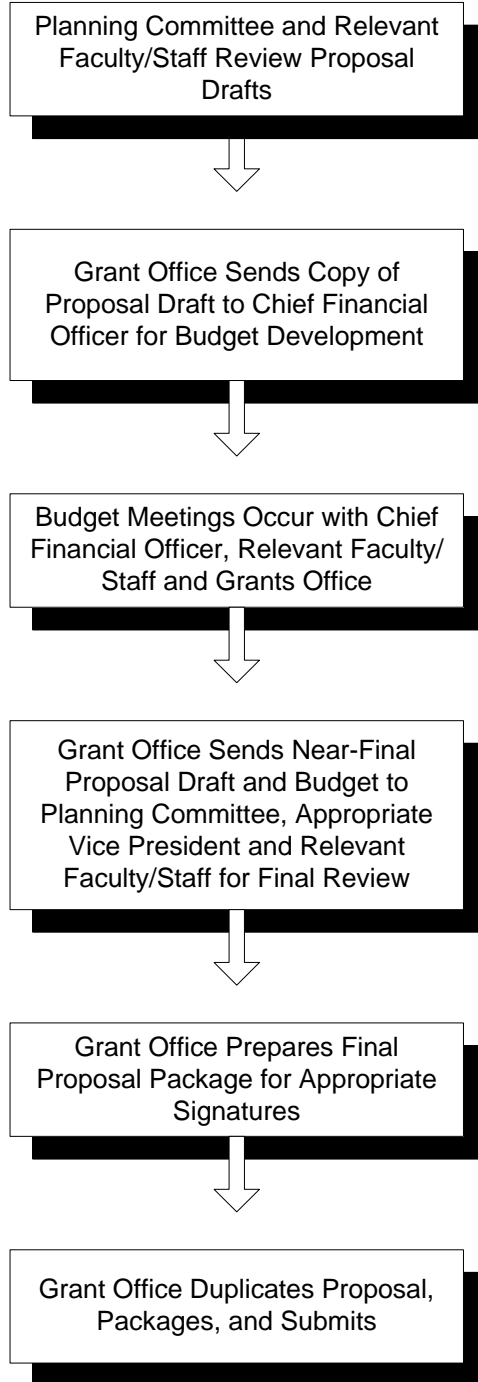 Planning Committee and Relevant
Faculty/Staff Review Proposal
Drafts
Grant Office Sends Copy of
Proposal Draft to Chief Financial
Officer for Budget Development
Budget Meetings Occur with Chief
Financial Officer, Relevant Faculty/
Staff and Grants Office
Grant Office Sends Near-Final
Proposal Draft and Budget to
Planning Committee, Appropriate
Vice President and Relevant
Faculty/Staff for Final Review
Grant Office Prepares Final
Proposal Package for Appropriate
Signatures
Grant Office Duplicates Proposal,
Packages, and Submits